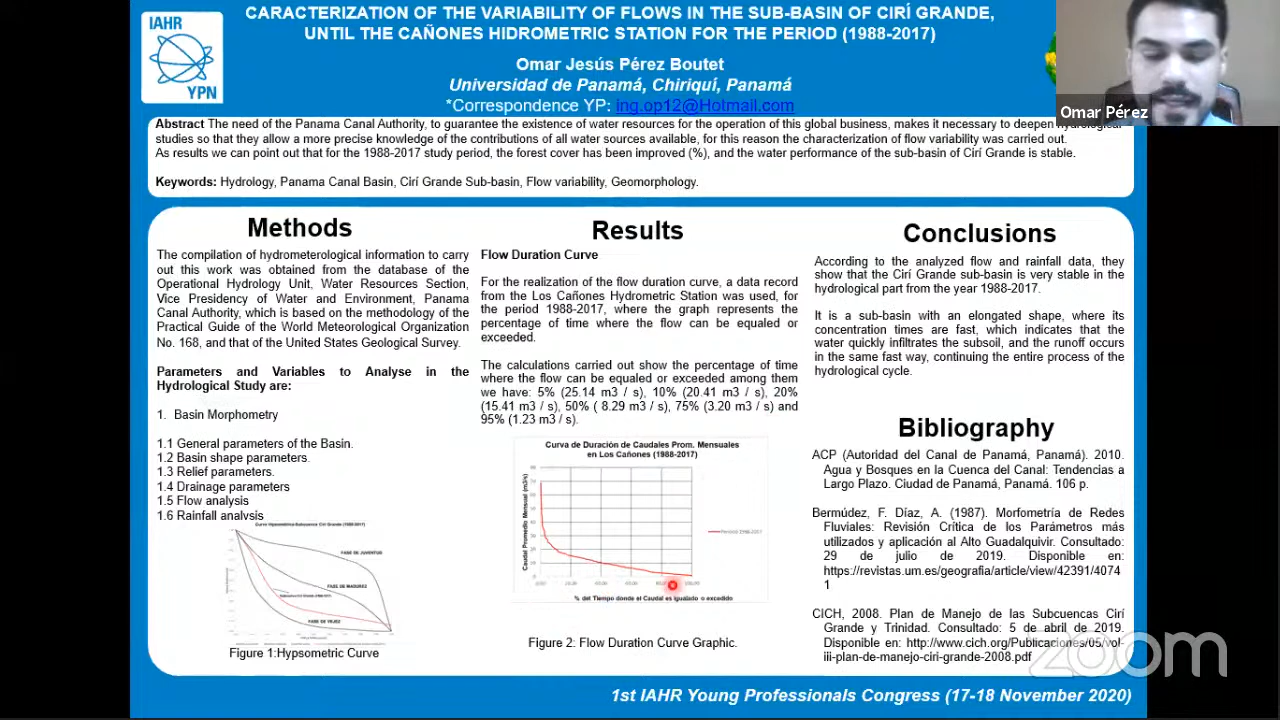 IAHR
YPN
CARACTERIZATION OF THE VARIABILITY OF FLOWS IN THE SUB-BASIN OF CIRÍ GRANDE,
UNTIL THE CAÑONES HIDROMETRIC STATION FOR THE PERIOD (1988-2017)
Omar Jesús Pérez Boutet
Universidad de Panamá, Chiriquí, Panamá
*Correspondence YP: ing.op12@Hotmail.com
Omar Pérez
Abstract The need of the Panama Canal Authority, to guarantee the existence of water resources for the operation of this global business, makes it necessary to deepen hydrological
studies so that they allow a more precise knowledge of the contributions of all water sources available, for this reason the characterization of flow variability was carried out.
As results we can point out that for the 1988-2017 study period, the forest cover has been improved (%), and the water performance of the sub-basin of Cirí Grande is stable.
Keywords: Hydrology, Panama Canal Basin, Cirí Grande Sub-basin, Flow variability, Geomorphology.
Methods
The compilation of hydrometerological information to carry
out this work was obtained from the database of the
Operational Hydrology Unit, Water Resources Section,
Vice Presidency of Water and Environment, Panama
Canal Authority, which is based on the methodology of the
Practical Guide of the World Meteorological Organization
No. 168, and that of the United States Geological Survey.
Parameters and Variables to Analyse in the
Hydrological Study are:
1. Basin Morphometry
1.1 General parameters of the Basin.
1.2 Basin shape parameters.
1.3 Relief parameters.
1.4 Drainage parameters
1.5 Flow analysis
1.6 Rainfall analysis
Curva Hipsométrica-Subcuenca Cirí Grande (1988-2017)
FASE DE JUVENTUD
FASE DE MADUREZ
FASE DE VEJEZ
Figure 1:Hypsometric Curve
Results
Flow Duration Curve
For the realization of the flow duration curve, a data record
from the Los Cañones Hydrometric Station was used, for
the period 1988-2017, where the graph represents the
percentage of time where the flow can be equaled or
exceeded.
The calculations carried out show the percentage of time
where the flow can be equaled or exceeded among them
we have: 5% (25.14 m3 / s), 10% (20.41 m3 / s), 20%
(15.41 m3 / s), 50% ( 8.29 m3 / s), 75% (3.20 m3 / s) and
95% (1.23 m3 / s).
Curva de Duración de Caudales Prom. Mensuales
en Los Cañones (1988-2017)
Caudal Promedio Mensual (m3/s)
Periodo 1988-2017
% del Tiempo donde el Caudal es igualado o excedido
Figure 2: Flow Duration Curve Graphic.
Conclusions
According to the analyzed flow and rainfall data, they
show that the Cirí Grande sub-basin is very stable in the
hydrological part from the year 1988-2017.
It is a sub-basin with an elongated shape, where its
concentration times are fast, which indicates that the
water quickly infiltrates the subsoil, and the runoff occurs
in the same fast way, continuing the entire process of the
hydrological cycle.
Bibliography
ACP (Autoridad del Canal de Panamá, Panamá). 2010.
Agua y Bosques en la Cuenca del Canal: Tendencias a
Largo Plazo. Ciudad de Panamá, Panamá. 106 p.
Bermúdez, F. Díaz, A. (1987). Morfometría de Redes
Fluviales: Revisión Crítica de los Parámetros más
utilizados y aplicación al Alto Guadalquivir. Consultado:
29 de julio de 2019. Disponible en:
https://revistas.um.es/geografia/article/view/42391/4074
1
CICH, 2008. Plan de Manejo de las Subcuencas Cirí
Grande y Trinidad. Consultado: 5 de abril de 2019.
Disponible en: http://www.cich.org/Publicaciones/05/vol-
iii-plan-de-manejo-ciri-grande-2008.pdf
zoom
1st IAHR Young Professionals Congress (17-18 November 2020)